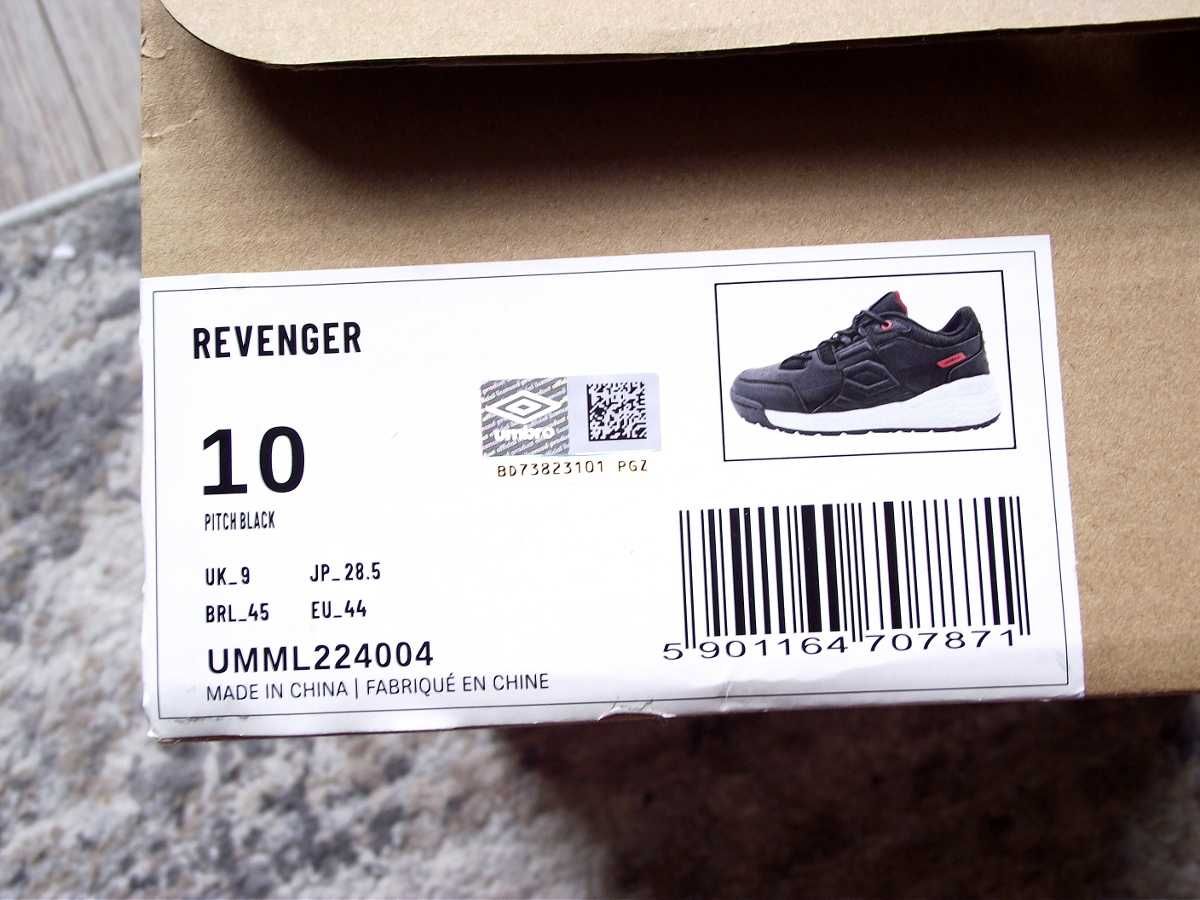 REVENGER
umbro
BD73823101 PGZ
10
PITCH BLACK
UK_9 JP_28.5
BRL_45 EU_44
UMML224004
MADE IN CHINA | FABRIQUÉ EN CHINE
5 901164 707871